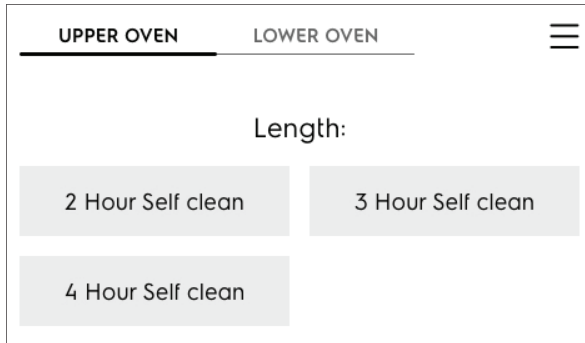 UPPER OVEN LOWER OVEN
Length:
2 Hour Self clean 3 Hour Self clean
4 Hour Self clean